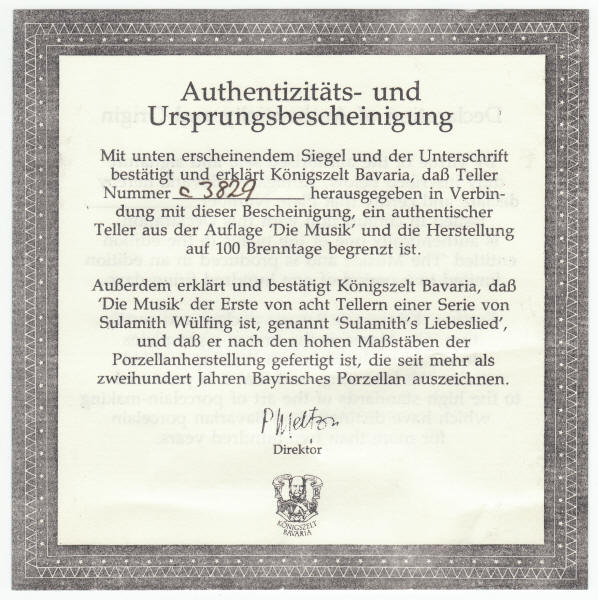 Authentizitäts- und
Ursprungsbescheinigung
Mit unten erscheinendem Siegel und der Unterschrift
bestätigt und erklärt Königszelt Bavaria, daß Teller
Nummer c 3829 herausgegeben in Verbin-
dung mit dieser Bescheinigung, ein authentischer
Teller aus der Auflage 'Die Musik' und die Herstellung
auf 100 Brenntage begrenzt ist.
Außerdem erklärt und bestätigt Königszelt Bavaria, daß
'Die Musik' der Erste von acht Tellern einer Serie von
Sulamith Wülfing ist, genannt 'Sulamith's Liebeslied',
und daß er nach den hohen Maßstäben der
Porzellanherstellung gefertigt ist, die seit mehr als
zweihundert Jahren Bayrisches Porzellan auszeichnen.
Direktor
KÖNIGSZELT
BAVARIA